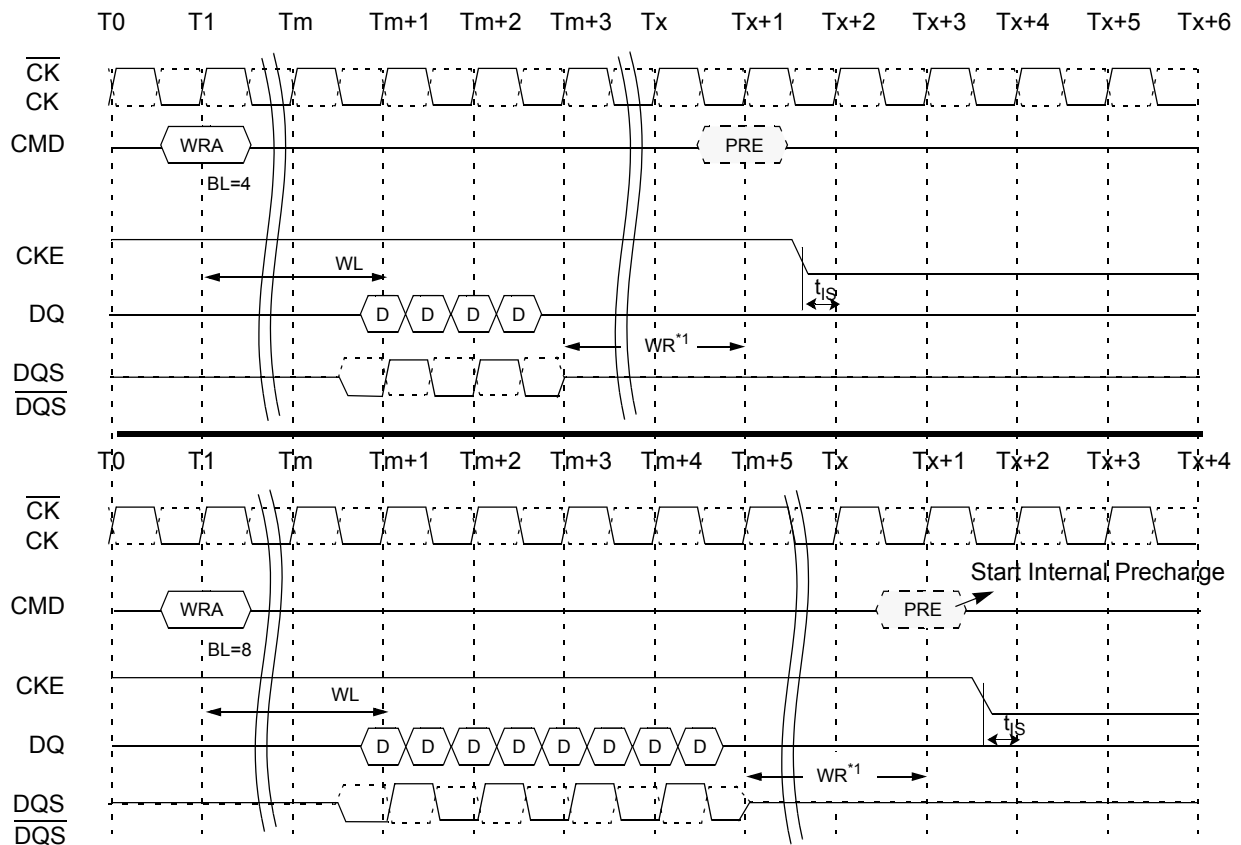 T0 T1 Tm Tm+1 Tm+2 Tm+3 Tx Tx+1 Tx+2 Tx+3 Tx+4 Tx+5 Tx+6
CK
CK
CMD WRA PRE
BL=4
CKE
WL
tIS
DQ D D D D
WR*1
DQS
DQS
T0 T1 Tm Tm+1 Tm+2 Tm+3 Tm+4 Tm+5 Tx Tx+1 Tx+2 Tx+3 Tx+4
CK
CK
Start Internal Precharge
CMD WRA PRE
BL=8
CKE
WL
tIS
DQ D D D D D D D D
WR*1
DQS
DQS